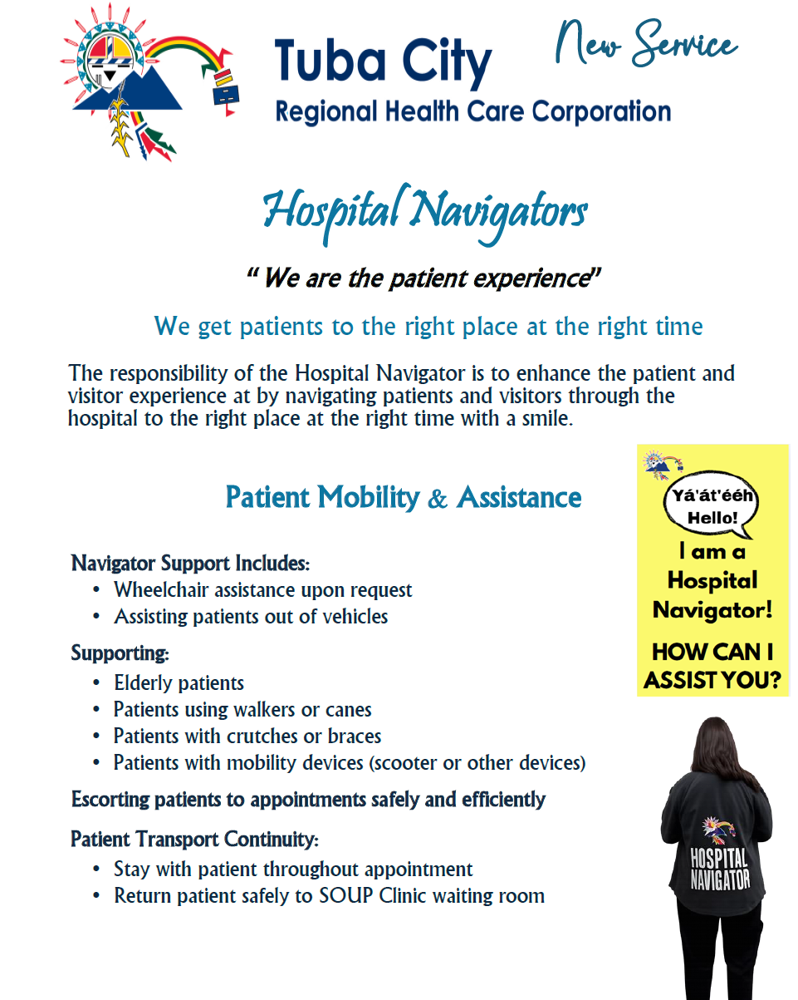 Tuba City
New Service
Regional Health Care Corporation
Hospital Navigators
“ We are the patient experience”
We get patients to the right place at the right time
The responsibility of the Hospital Navigator is to enhance the patient and
visitor experience at by navigating patients and visitors through the
hospital to the right place at the right time with a smile.
Patient Mobility & Assistance
Yá'át'ééh
Hello!
I am a
Hospital
Navigator!
HOW CAN I
ASSIST YOU?
Navigator Support Includes:
• Wheelchair assistance upon request
• Assisting patients out of vehicles
Supporting:
• Elderly patients
• Patients using walkers or canes
• Patients with crutches or braces
• Patients with mobility devices (scooter or other devices)
Escorting patients to appointments safely and efficiently
Patient Transport Continuity:
• Stay with patient throughout appointment
• Return patient safely to SOUP Clinic waiting room
HOSPITAL
NAVIGATOR